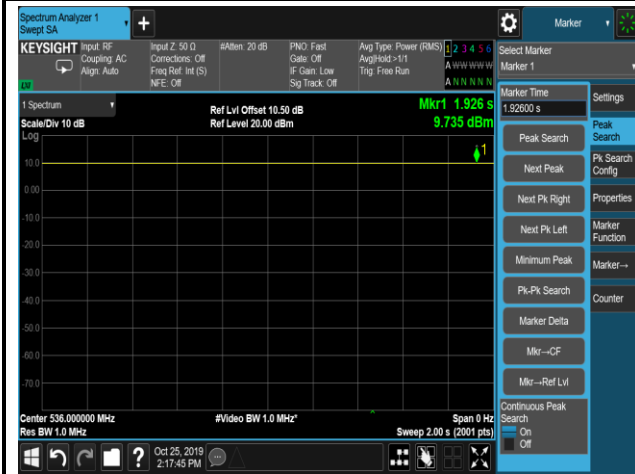 Spectrum Analyzer 1
Swept SA
+
Marker
KEYSIGHT
Input: RF
Coupling: AC
Align: Auto
Input Z: 50 Ω
Corrections: Off
Freq Ref: Int (S)
NFE: Off
#Atten: 20 dB
PNO: Fast
Gate: Off
IF Gain: Low
Sig Track: Off
Avg Type: Power (RMS)
Avg|Hold:>1/1
Trig: Free Run
1 2 3 4 5 6
A W W W W W
A N N N N N
Select Marker
Marker 1
1 Spectrum
Scale/Div 10 dB
Log
Ref Lvl Offset 10.50 dB
Ref Level 20.00 dBm
Mkr1 1.926 s
9.735 dBm
1
10.0
0.00
-10.0
-20.0
-30.0
-40.0
-50.0
-60.0
-70.0
Center 536.000000 MHz
Res BW 1.0 MHz
#Video BW 1.0 MHz*
Span 0 Hz
Sweep 2.00 s (2001 pts)
Marker Time
1.92600 s
Peak Search
Next Peak
Next Pk Right
Next Pk Left
Minimum Peak
Pk-Pk Search
Marker Delta
Mkr→CF
Mkr→Ref Lvl
Continuous Peak
Search
On
Off
Settings
Peak
Search
Pk Search
Config
Properties
Marker
Function
Marker→
Counter
?
Oct 25, 2019
2:17:45 PM